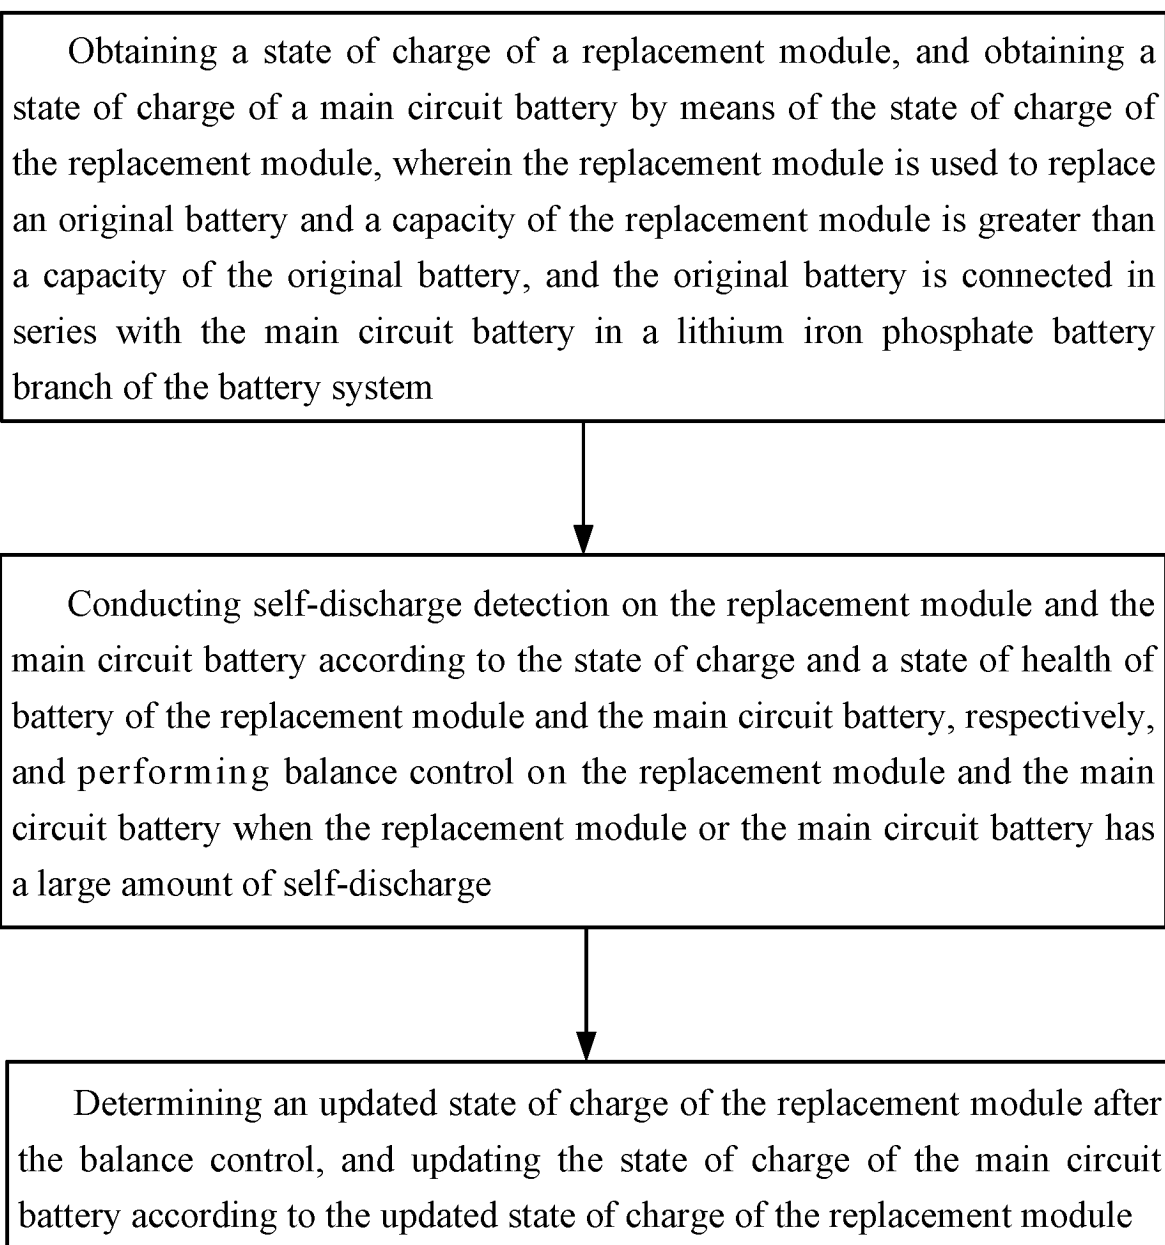 Obtaining a state of charge of a replacement module, and obtaining a
state of charge of a main circuit battery by means of the state of charge of
the replacement module, wherein the replacement module is used to replace
an original battery and a capacity of the replacement module is greater than
a capacity of the original battery, and the original battery is connected in
series with the main circuit battery in a lithium iron phosphate battery
branch of the battery system
Conducting self-discharge detection on the replacement module and the
main circuit battery according to the state of charge and a state of health of
battery of the replacement module and the main circuit battery, respectively,
and performing balance control on the replacement module and the main
circuit battery when the replacement module or the main circuit battery has
a large amount of self-discharge
Determining an updated state of charge of the replacement module after
the balance control, and updating the state of charge of the main circuit
battery according to the updated state of charge of the replacement module